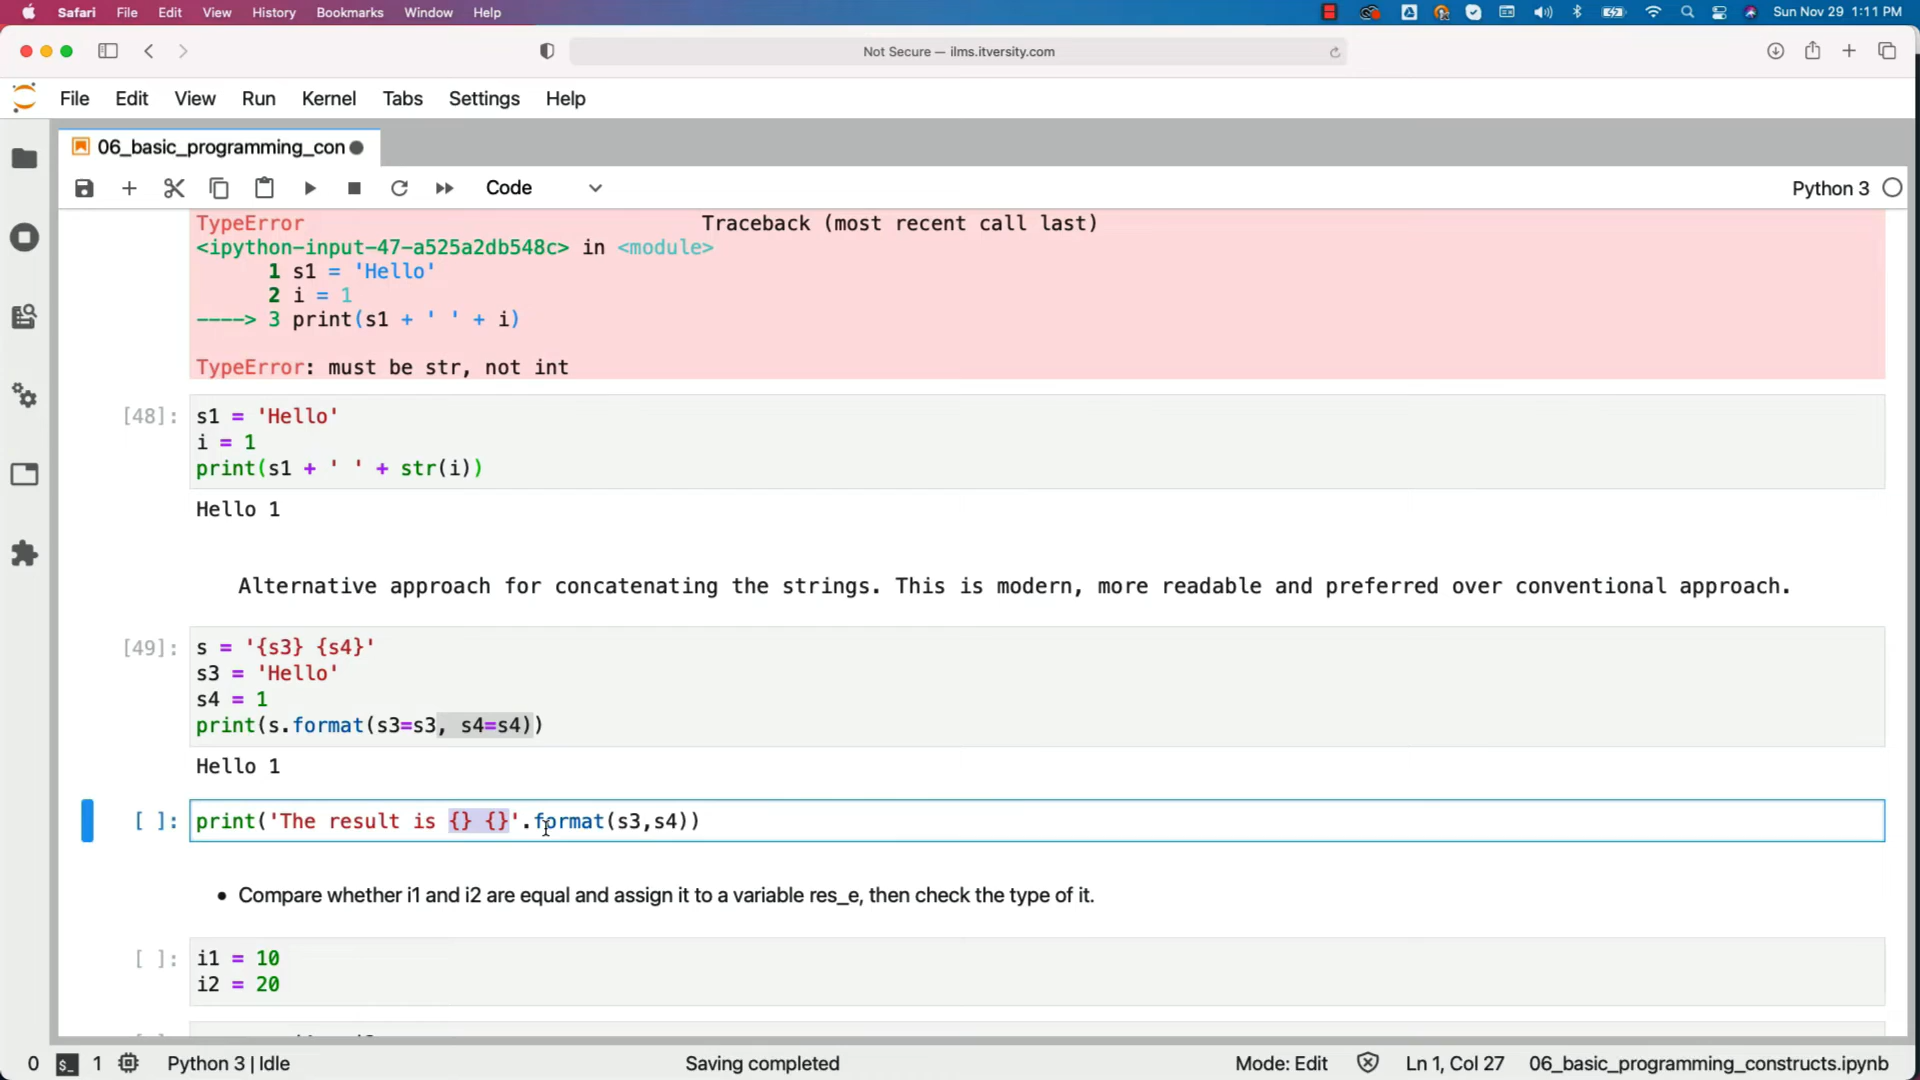 Safari File Edit View History Bookmarks Window Help Sun Nov 29 1:11 PM
Not Secure — ilms.itversity.com
File Edit View Run Kernel Tabs Settings Help
06_basic_programming_con
Code Python 3
TypeError Traceback (most recent call last)
<ipython-input-47-a525a2db548c> in <module>
1 s1 = 'Hello'
2 i = 1
----> 3 print(s1 + ' ' + i)
TypeError: must be str, not int
[48]: s1 = 'Hello'
i = 1
print(s1 + ' ' + str(i))
Hello 1
Alternative approach for concatenating the strings. This is modern, more readable and preferred over conventional approach.
[49]: s = '{s3} {s4}'
s3 = 'Hello'
s4 = 1
print(s.format(s3=s3, s4=s4))
Hello 1
[ ]: print('The result is {} {}'.format(s3,s4))
• Compare whether i1 and i2 are equal and assign it to a variable res_e, then check the type of it.
[ ]: i1 = 10
i2 = 20
0 1 Python 3 | Idle Saving completed Mode: Edit Ln 1, Col 27 06_basic_programming_constructs.ipynb